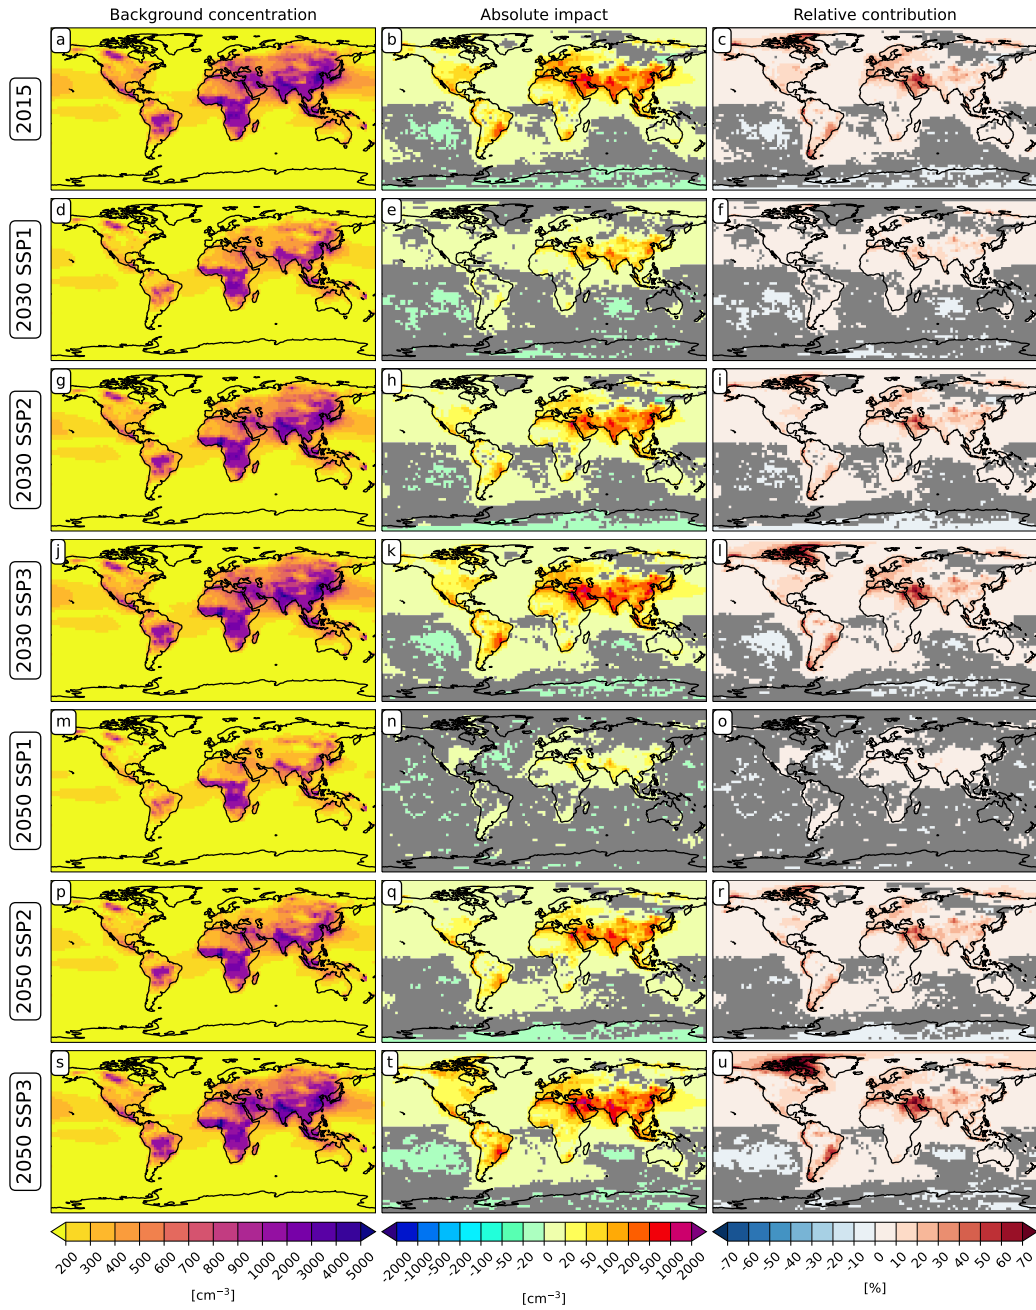 Background concentration
Absolute impact
Relative contribution
2015
a
b
c
2030 SSP1
d
e
f
2030 SSP2
g
h
i
2030 SSP3
j
k
l
2050 SSP1
m
n
o
2050 SSP2
p
q
r
2050 SSP3
s
t
u
200 300 400 500 600 700 800 900 1000 2000 3000 4000 5000
-2000 -1000 -500 -200 -100 -50 -20 0 20 50 100 200 500 1000 2000
-70 -60 -50 -40 -30 -20 -10 0 10 20 30 40 50 60 70
[cm⁻³]
[cm⁻³]
[%]